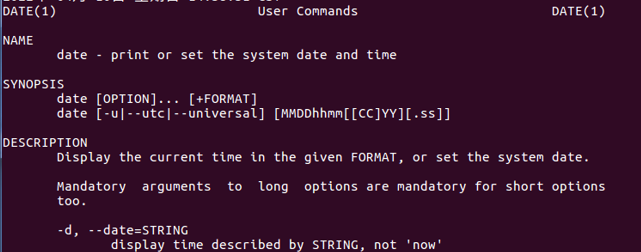 DATE(1) User Commands DATE(1)
NAME
date - print or set the system date and time
SYNOPSIS
date [OPTION]... [+FORMAT]
date [-u|--utc|--universal] [MMDDhhmm[[CC]YY][.ss]]
DESCRIPTION
Display the current time in the given FORMAT, or set the system date.
Mandatory arguments to long options are mandatory for short options
too.
-d, --date=STRING
display time described by STRING, not 'now'